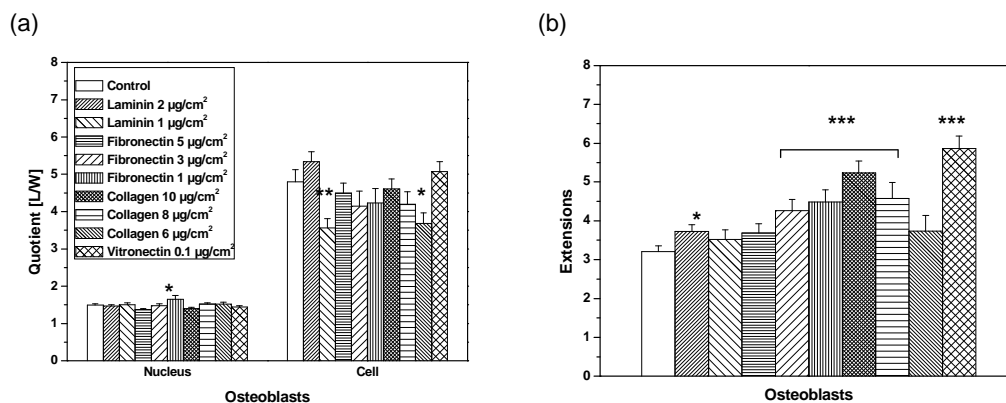 (a)
(b)
8
7
6
5
4
3
2
1
0
Quotient [L/W]
Control
Laminin 2 µg/cm²
Laminin 1 µg/cm²
Fibronectin 5 µg/cm²
Fibronectin 3 µg/cm²
Fibronectin 1 µg/cm²
Collagen 10 µg/cm²
Collagen 8 µg/cm²
Collagen 6 µg/cm²
Vitronectin 0.1 µg/cm²
*
**
*
Nucleus
Cell
Osteoblasts
8
7
6
5
4
3
2
1
0
Extensions
*
***
***
Osteoblasts